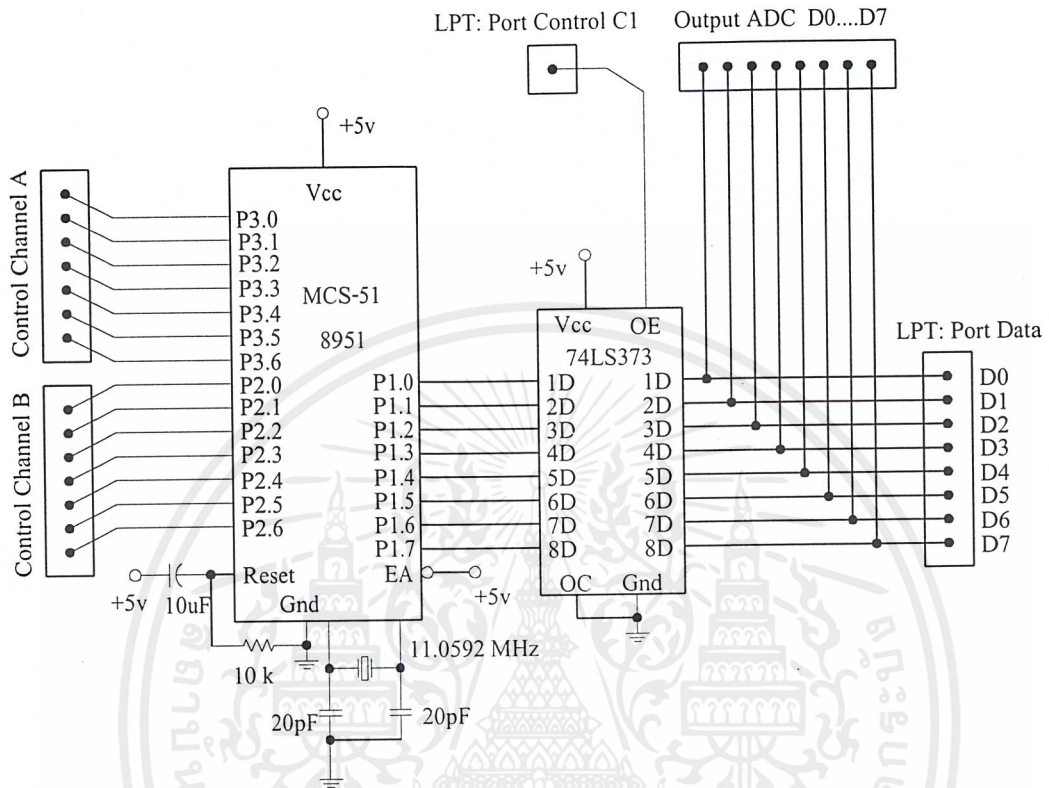 LPT: Port Control C1
Output ADC D0....D7
+5v
Control Channel A
Vcc
P3.0
P3.1
P3.2
P3.3
P3.4
P3.5
P3.6
MCS-51
8951
Control Channel B
P2.0
P2.1
P2.2
P2.3
P2.4
P2.5
P2.6
P1.0
P1.1
P1.2
P1.3
P1.4
P1.5
P1.6
P1.7
EA
+5v
Reset
Gnd
+5v
10uF
10 k
11.0592 MHz
20pF
20pF
+5v
Vcc
OE
74LS373
1D
2D
3D
4D
5D
6D
7D
8D
1D
2D
3D
4D
5D
6D
7D
8D
OC
Gnd
LPT: Port Data
D0
D1
D2
D3
D4
D5
D6
D7